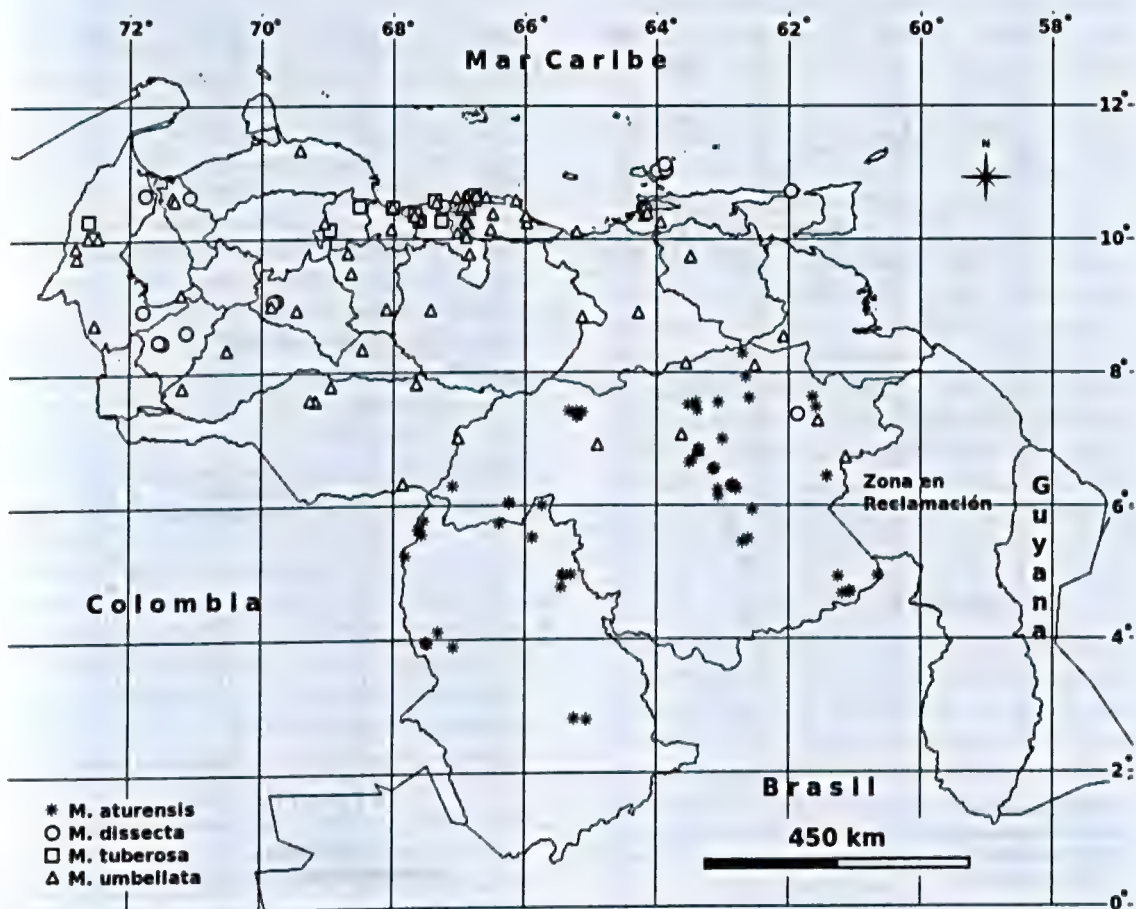 72° 70° 68° 66° 64° 62° 60° 58°
Mar Caribe
12°
N
10°
8°
Zona en
Reclamación
Guyana
6°
Colombia
4°
2°
Brasil
* M. aturensis
○ M. dissecta
□ M. tuberosa
△ M. umbellata
450 km
0°